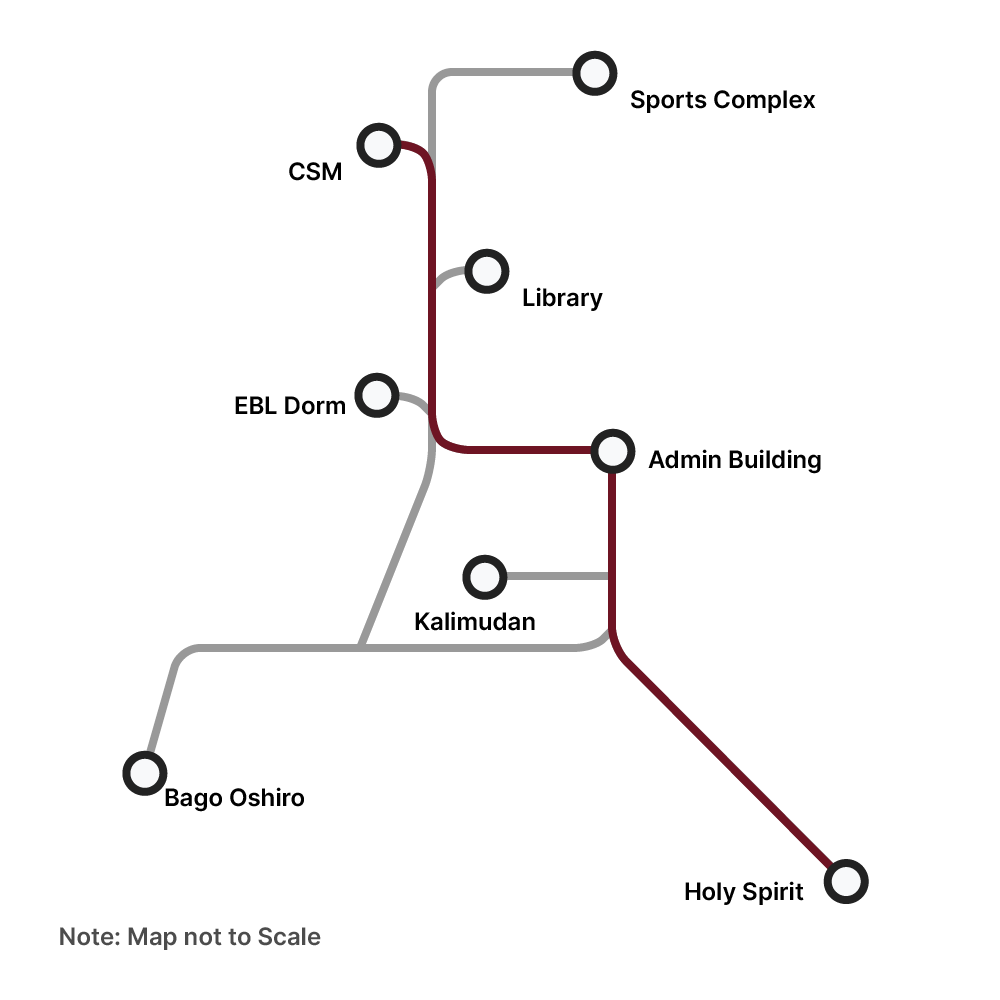 Sports Complex
CSM
Library
EBL Dorm
Admin Building
Kalimudan
Bago Oshiro
Holy Spirit
Note: Map not to Scale